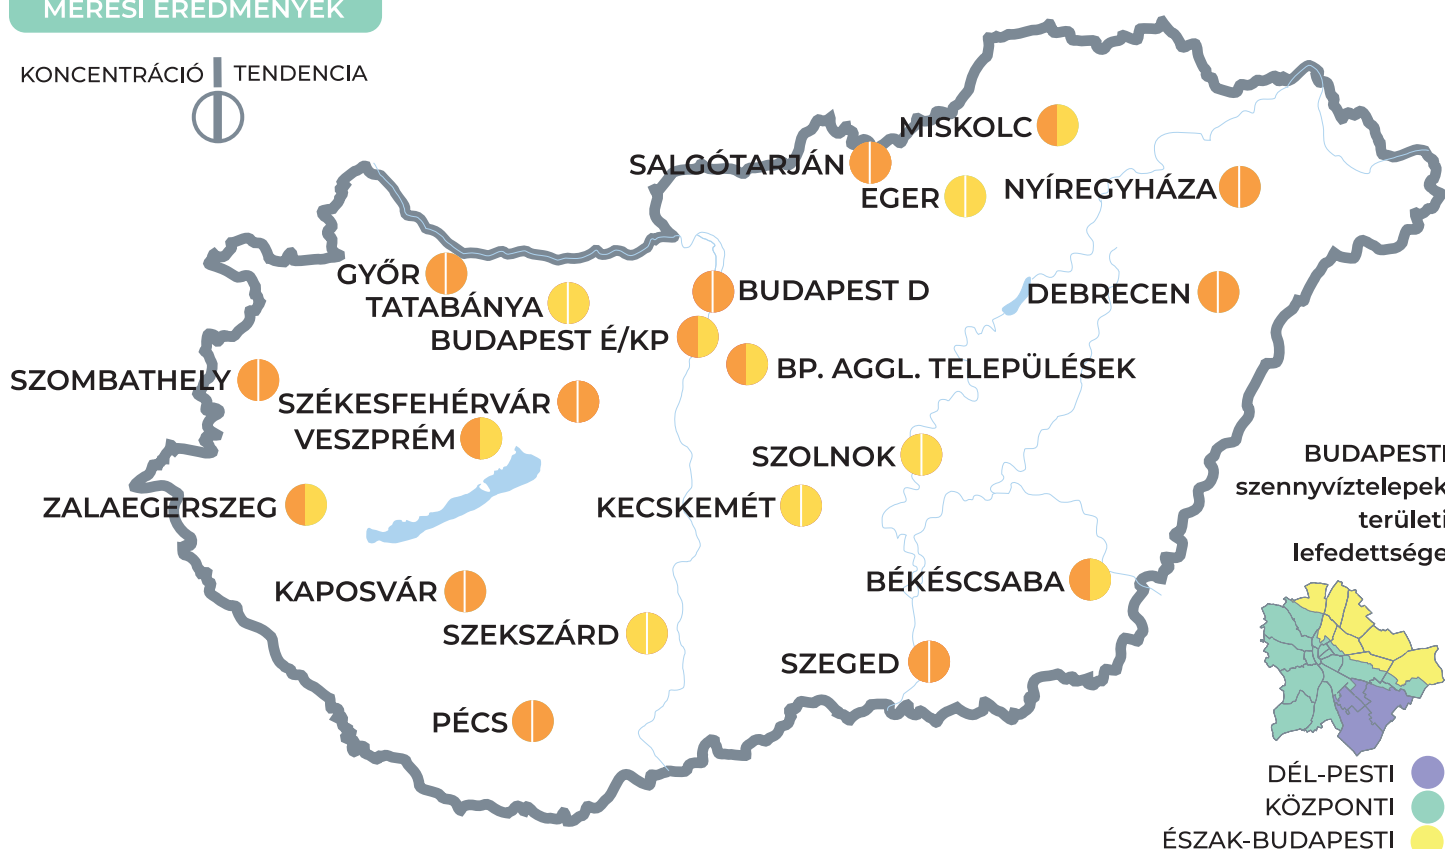 MÉRÉSI EREDMÉNYEK
KONCENTRÁCIÓ
TENDENCIA
MISKOLC
SALGÓTARJÁN
EGER
NYÍREGYHÁZA
GYŐR
TATABÁNYA
BUDAPEST D
DEBRECEN
BUDAPEST É/KP
BP. AGGL. TELEPÜLÉSEK
SZOMBATHELY
SZÉKESFEHÉRVÁR
VESZPRÉM
SZOLNOK
ZALAEGERSZEG
KECSKEMÉT
BUDAPESTI
szennyvíztelepek
területi
lefedettsége
BÉKÉSCSABA
KAPOSVÁR
SZEKSZÁRD
SZEGED
PÉCS
DÉL-PESTI
KÖZPONTI
ÉSZAK-BUDAPESTI